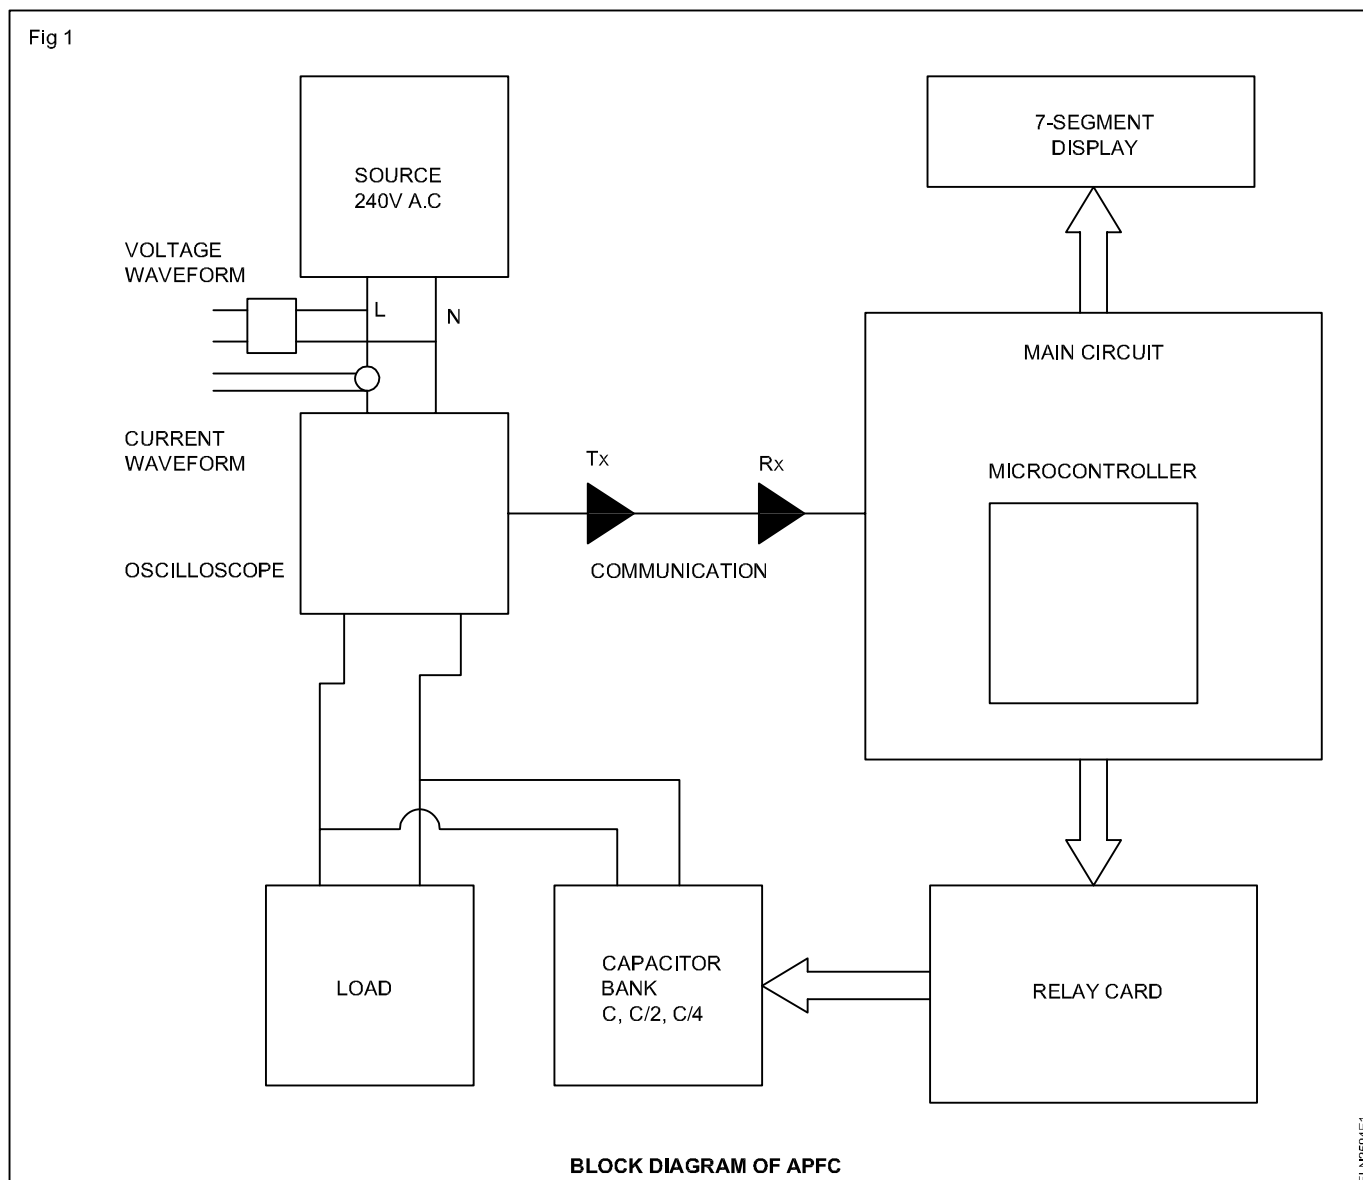 Fig 1
SOURCE
240V A.C
7-SEGMENT
DISPLAY
VOLTAGE
WAVEFORM
L
N
MAIN CIRCUIT
CURRENT
WAVEFORM
Tx
Rx
MICROCONTROLLER
OSCILLOSCOPE
COMMUNICATION
LOAD
CAPACITOR
BANK
C, C/2, C/4
RELAY CARD
BLOCK DIAGRAM OF APFC